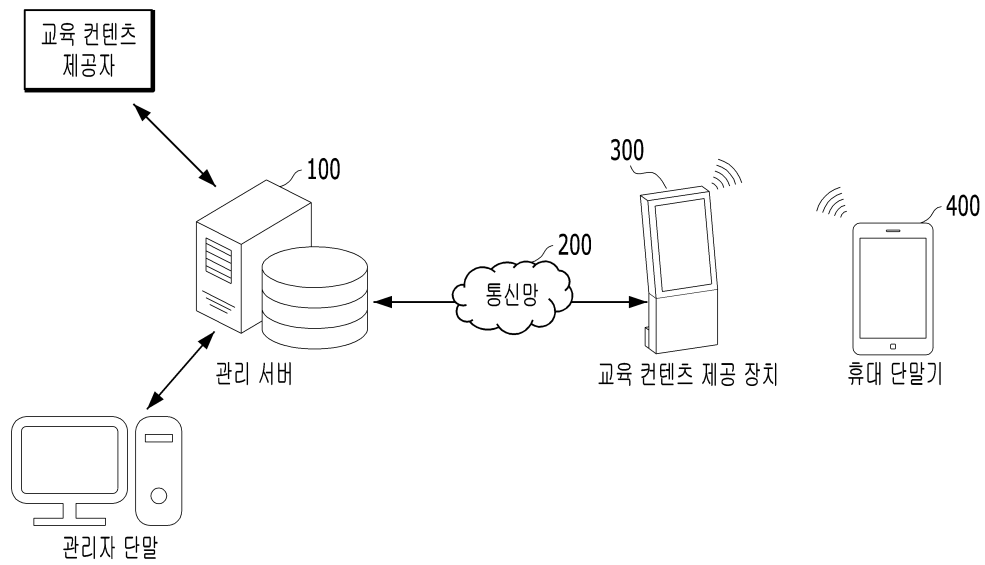 교육 컨텐츠
제공자
100
300
400
200
통신망
관리 서버
교육 컨텐츠 제공 장치
휴대 단말기
관리자 단말